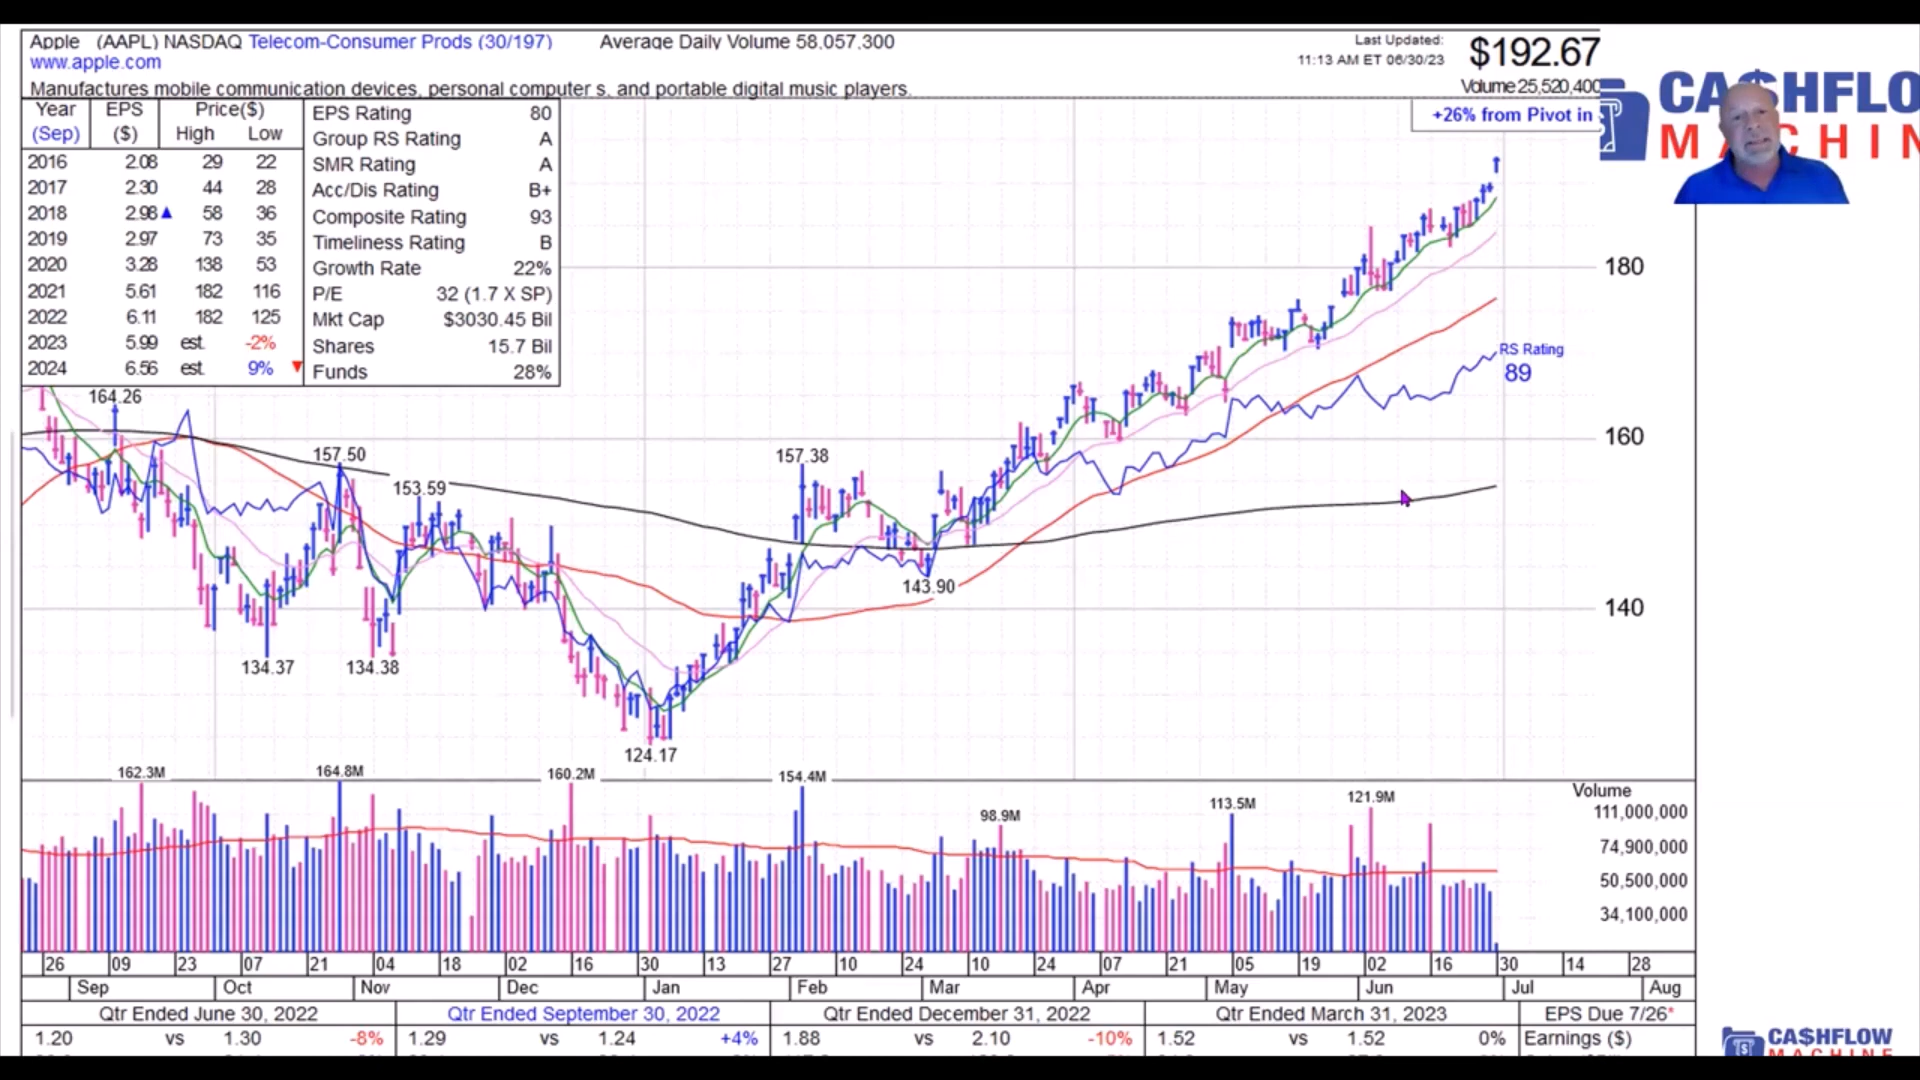 Apple (AAPL) NASDAQ Telecom-Consumer Prods (30/197) Average Daily Volume 58,057,300
Last Updated:
11:13 AM ET 06/30/23
$192.67
www.apple.com
Volume 25,520,400
Manufactures mobile communication devices, personal computer s, and portable digital music players.
+26% from Pivot in
CA$HFLO
MACHIN
Year EPS Price($)
(Sep) ($) High Low
2016 2.08 29 22
2017 2.30 44 28
2018 2.98 58 36
2019 2.97 73 35
2020 3.28 138 53
2021 5.61 182 116
2022 6.11 182 125
2023 5.99 est. -2%
2024 6.56 est. 9%
EPS Rating 80
Group RS Rating A
SMR Rating A
Acc/Dis Rating B+
Composite Rating 93
Timeliness Rating B
Growth Rate 22%
P/E 32 (1.7 X SP)
Mkt Cap $3030.45 Bil
Shares 15.7 Bil
Funds 28%
180
RS Rating
89
164.26
160
157.50
157.38
153.59
143.90
140
134.37
134.38
124.17
162.3M
164.8M
160.2M
154.4M
98.9M
113.5M
121.9M
Volume
111,000,000
74,900,000
50,500,000
34,100,000
26 09 23 07 21 04 18 02 16 30 13 27 10 24 10 24 07 21 05 19 02 16 30 14 28
Sep Oct Nov Dec Jan Feb Mar Apr May Jun Jul Aug
Qtr Ended June 30, 2022 Qtr Ended September 30, 2022 Qtr Ended December 31, 2022 Qtr Ended March 31, 2023 EPS Due 7/26*
1.20 vs 1.30 -8% 1.29 vs 1.24 +4% 1.88 vs 2.10 -10% 1.52 vs 1.52 0% Earnings ($)
CA$HFLOW
MACHINE